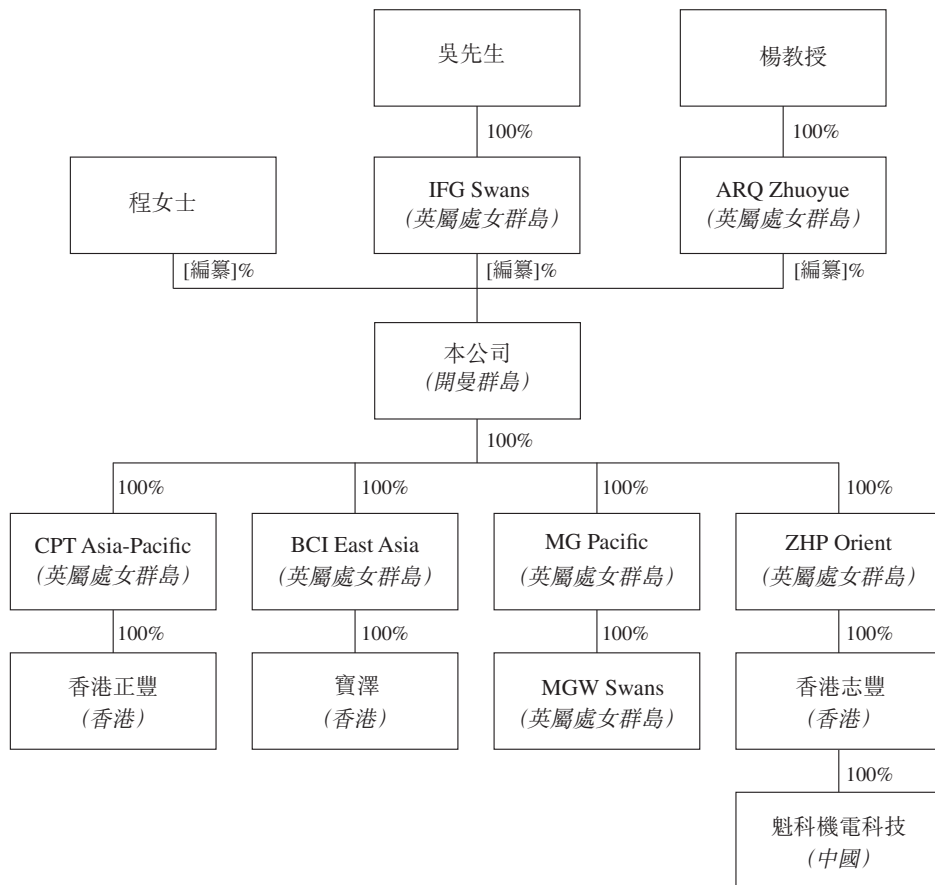 吳先生
楊教授
100%
100%
程女士
IFG Swans
(英屬處女群島)
ARQ Zhuoyue
(英屬處女群島)
[編纂]%
[編纂]%
[編纂]%
本公司
(開曼群島)
100%
100%
100%
100%
100%
CPT Asia-Pacific
(英屬處女群島)
BCI East Asia
(英屬處女群島)
MG Pacific
(英屬處女群島)
ZHP Orient
(英屬處女群島)
100%
100%
100%
100%
香港正豐
(香港)
寶澤
(香港)
MGW Swans
(英屬處女群島)
香港志豐
(香港)
100%
魁科機電科技
(中國)